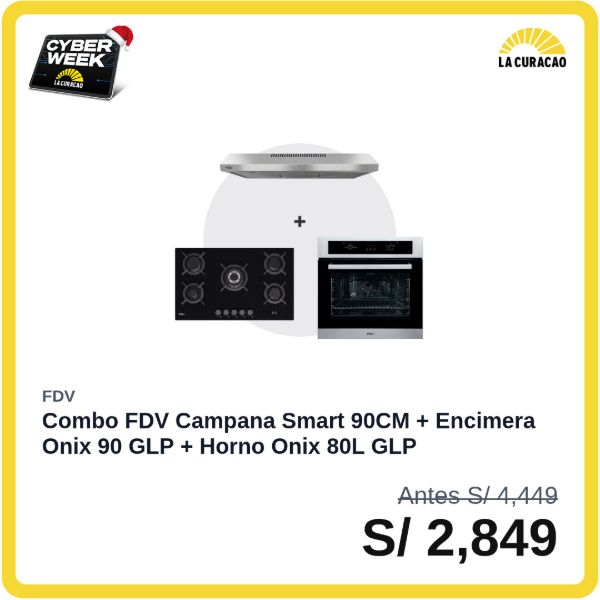 CYBER
WEEK
LA CURACAO
LA CURACAO
+
FDV
Combo FDV Campana Smart 90CM + Encimera
Onix 90 GLP + Horno Onix 80L GLP
Antes S/ 4,449
S/ 2,849